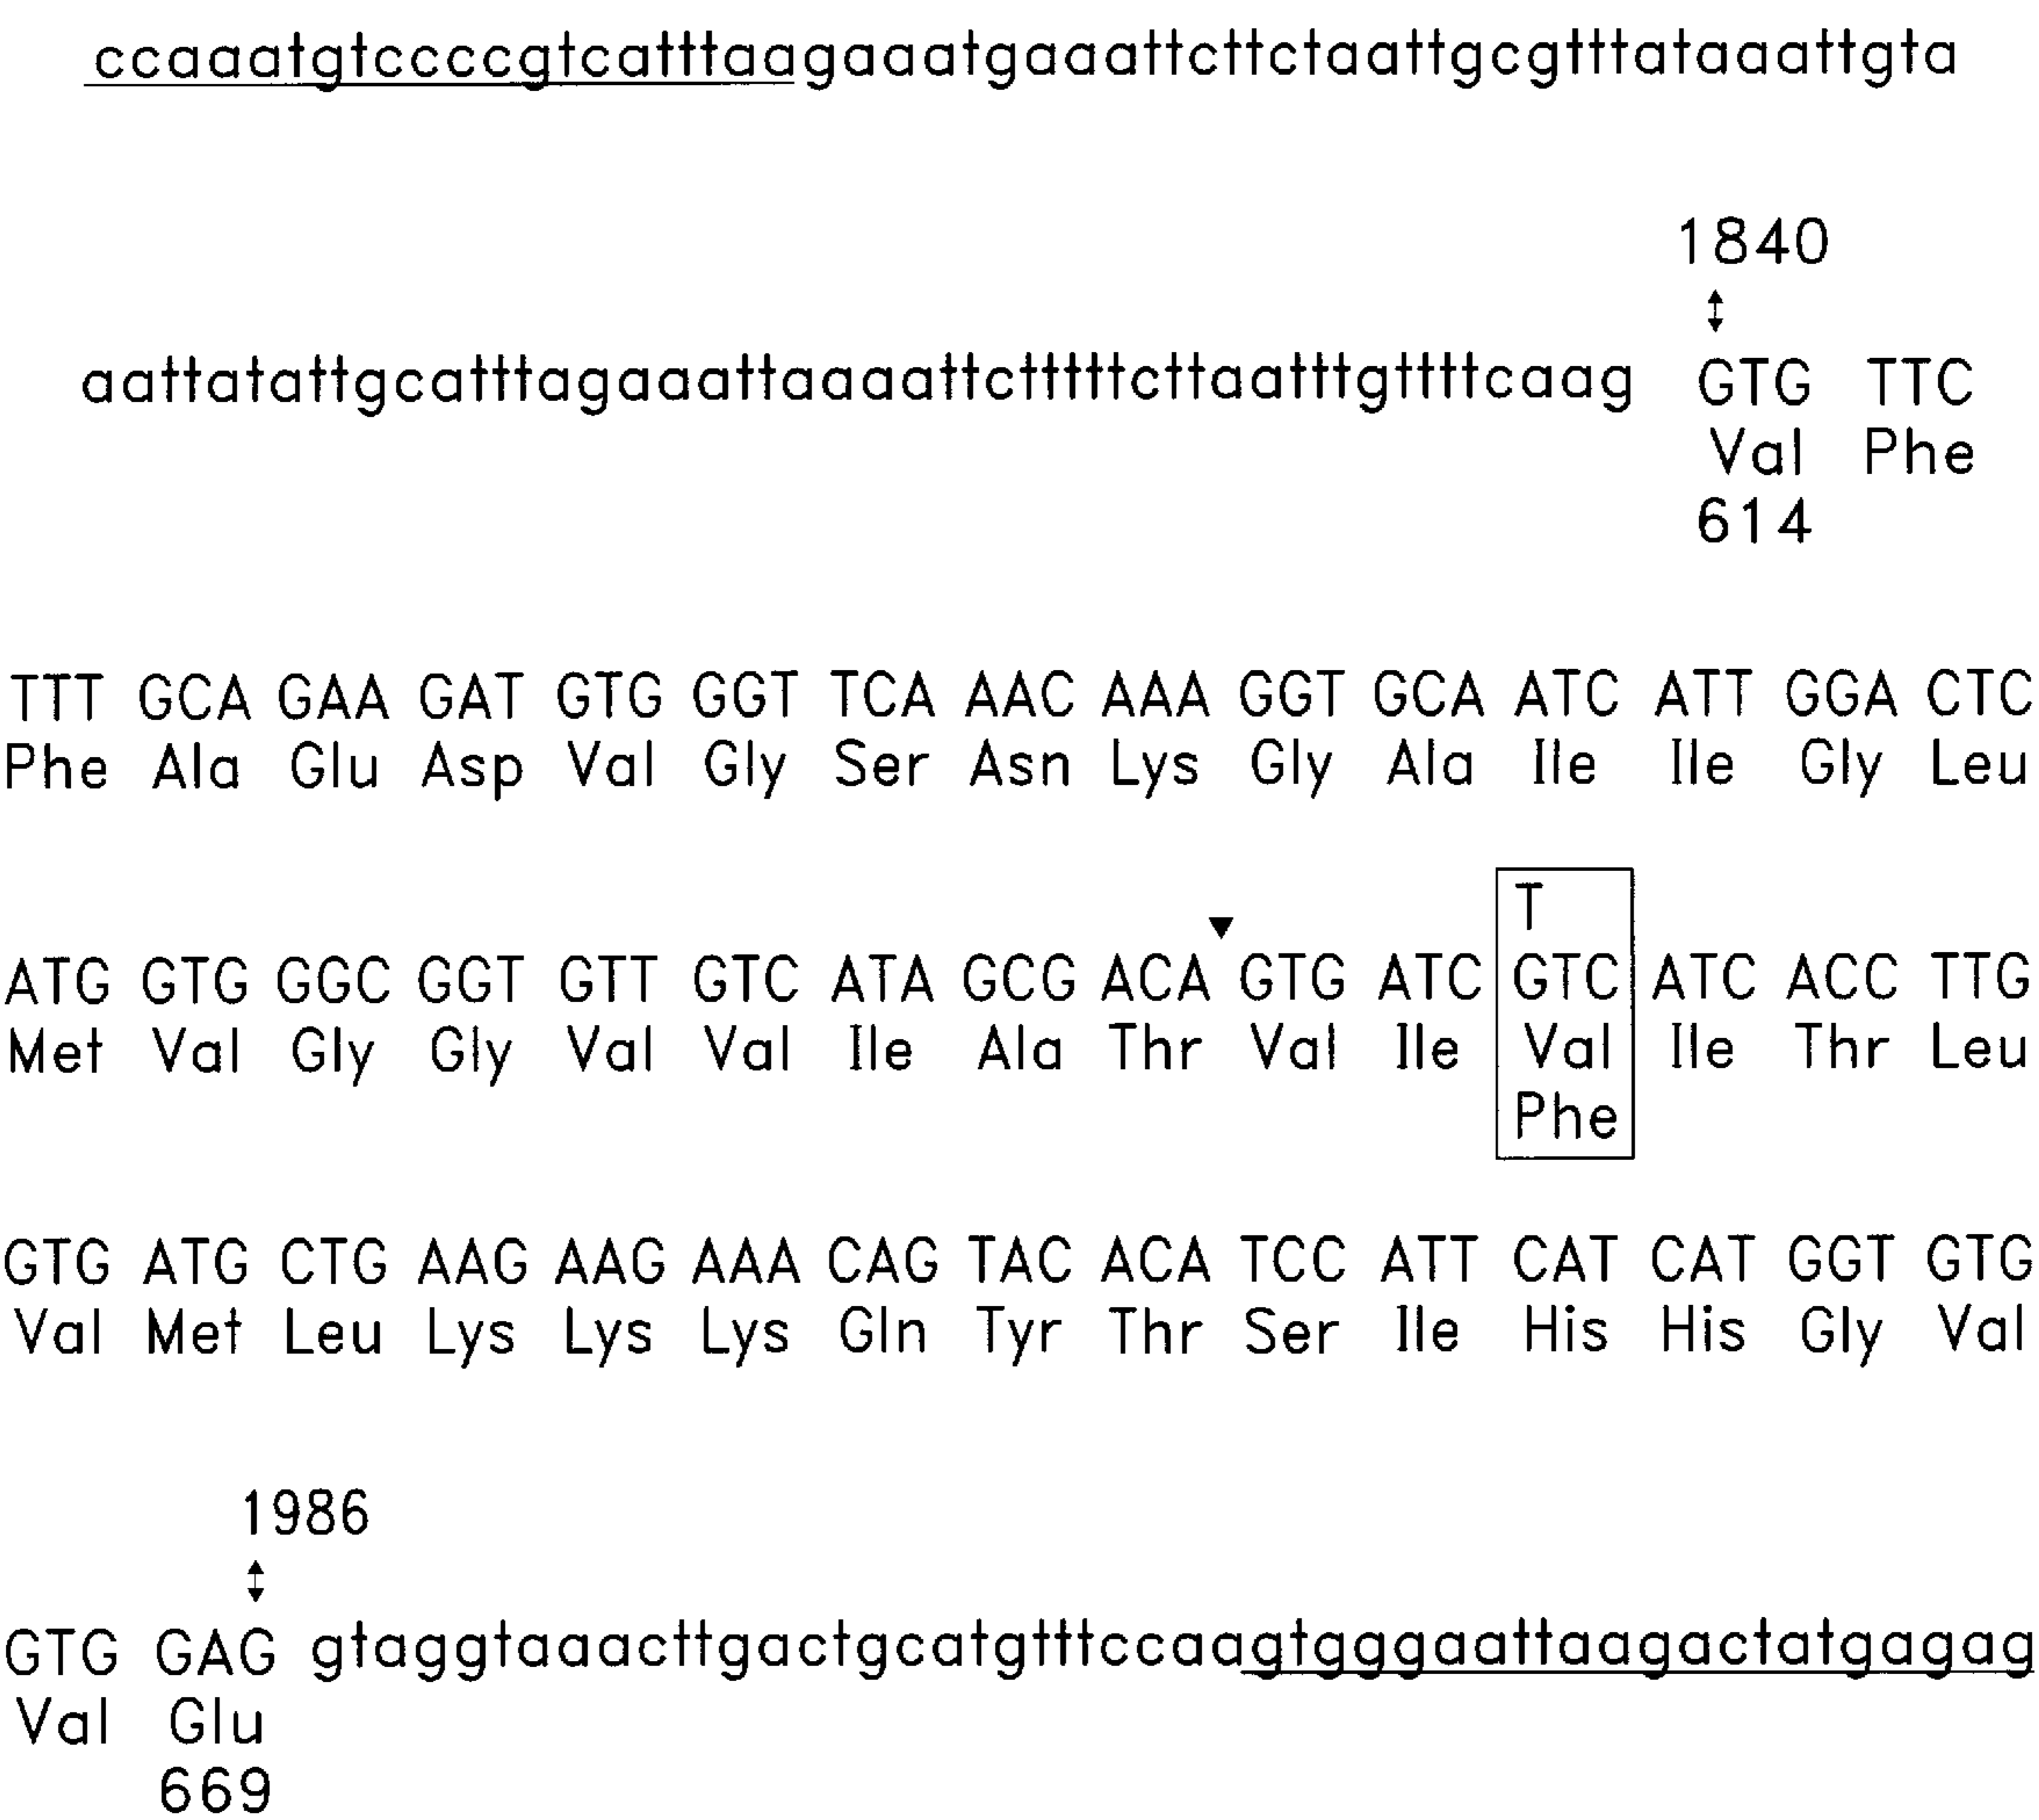 ccaaatgtccccgtcatttaagaaatgaaattcttctaattgcgtttataaattgta
1840
aattatattgcatttagaaattaaaattctttttcttaatttgttttcaag GTG TTC
Val Phe
614
TTT GCA GAA GAT GTG GGT TCA AAC AAA GGT GCA ATC ATT GGA CTC
Phe Ala Glu Asp Val Gly Ser Asn Lys Gly Ala Ile Ile Gly Leu
T
ATG GTG GGC GGT GTT GTC ATA GCG ACA GTG ATC GTC ATC ACC TTG
Met Val Gly Gly Val Val Ile Ala Thr Val Ile Val Ile Thr Leu
Phe
GTG ATG CTG AAG AAG AAA CAG TAC ACA TCC ATT CAT CAT GGT GTG
Val Met Leu Lys Lys Lys Gln Tyr Thr Ser Ile His His Gly Val
1986
GTG GAG gtaggtaaacttgactgcatgtttccaagtgggaattaagactatgagag
Val Glu
669